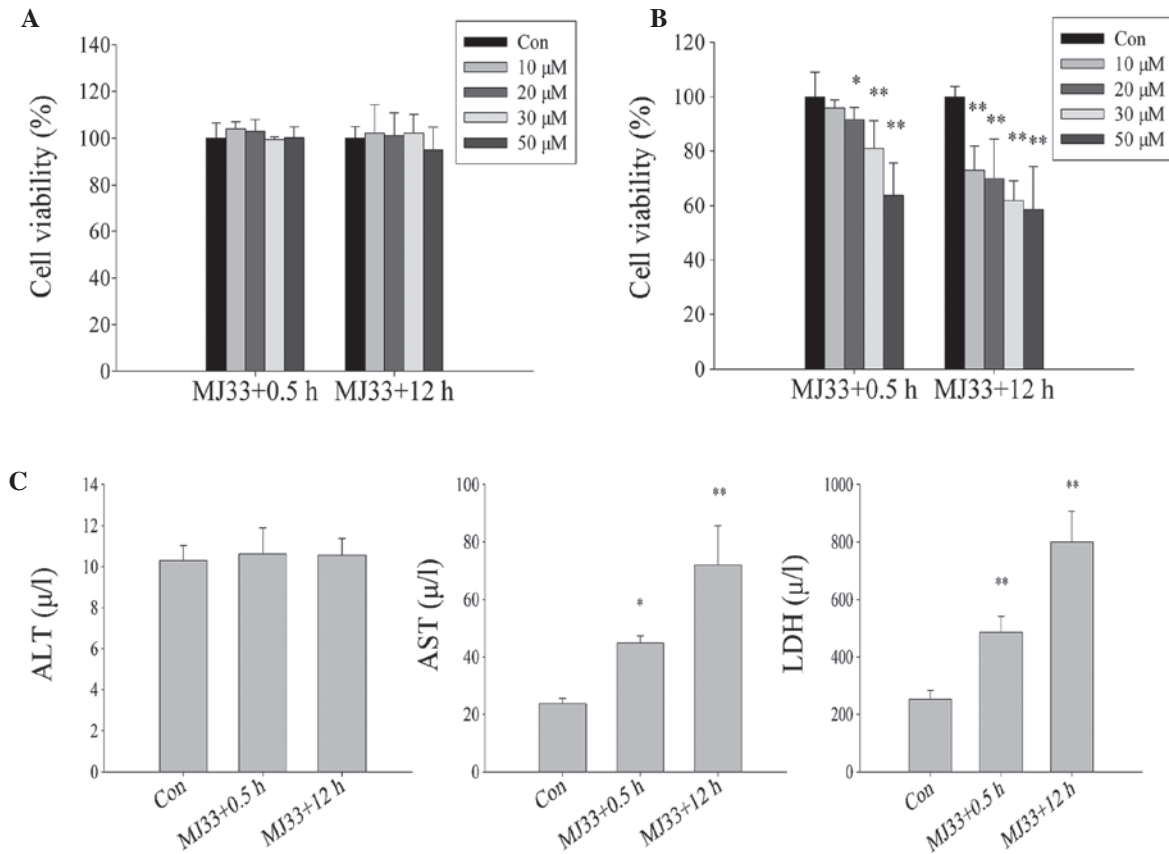 A
Cell viability (%)
140
120
100
80
60
40
20
0
Con
10 μM
20 μM
30 μM
50 μM
MJ33+0.5 h MJ33+12 h
B
Cell viability (%)
120
100
80
60
40
20
0
Con
10 μM
20 μM
30 μM
50 μM
* ** **
** ** ** **
MJ33+0.5 h MJ33+12 h
C
ALT (μ/l)
14
12
10
8
6
4
2
0
Con MJ33+0.5 h MJ33+12 h
AST (μ/l)
100
80
60
40
20
0
* **
Con MJ33+0.5 h MJ33+12 h
LDH (μ/l)
1000
800
600
400
200
0
** **
Con MJ33+0.5 h MJ33+12 h